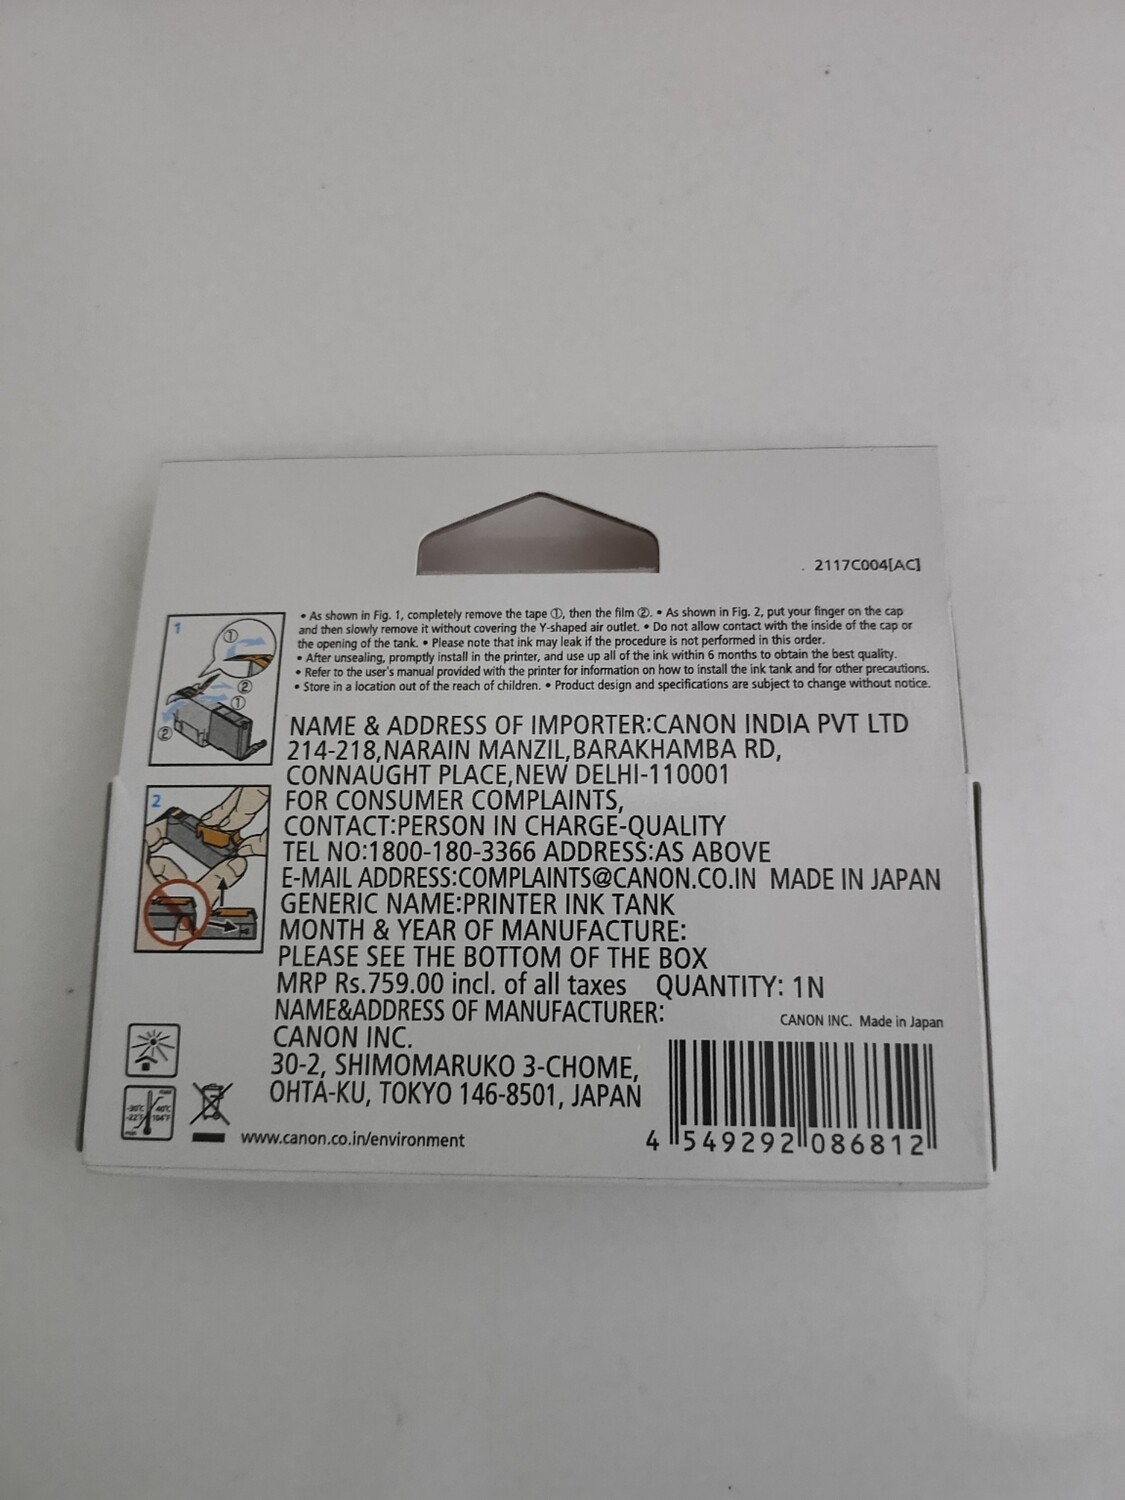 2117C004[AC]
• As shown in Fig. 1, completely remove the tape ①, then the film ②. • As shown in Fig. 2, put your finger on the cap
and then slowly remove it without covering the Y-shaped air outlet. • Do not allow contact with the inside of the cap or
the opening of the tank. • Please note that ink may leak if the procedure is not performed in this order.
• After unsealing, promptly install in the printer, and use up all of the ink within 6 months to obtain the best quality.
• Refer to the user's manual provided with the printer for information on how to install the ink tank and for other precautions.
• Store in a location out of the reach of children. • Product design and specifications are subject to change without notice.
1
①
②
①
②
2
NAME & ADDRESS OF IMPORTER:CANON INDIA PVT LTD
214-218,NARAIN MANZIL,BARAKHAMBA RD,
CONNAUGHT PLACE,NEW DELHI-110001
FOR CONSUMER COMPLAINTS,
CONTACT:PERSON IN CHARGE-QUALITY
TEL NO:1800-180-3366 ADDRESS:AS ABOVE
E-MAIL ADDRESS:COMPLAINTS@CANON.CO.IN MADE IN JAPAN
GENERIC NAME:PRINTER INK TANK
MONTH & YEAR OF MANUFACTURE:
PLEASE SEE THE BOTTOM OF THE BOX
MRP Rs.759.00 incl. of all taxes QUANTITY: 1N
NAME&ADDRESS OF MANUFACTURER:
CANON INC.
30-2, SHIMOMARUKO 3-CHOME,
OHTA-KU, TOKYO 146-8501, JAPAN
CANON INC. Made in Japan
max
-30°C 40°C
-22°F 104°F
min
www.canon.co.in/environment
4 549292 086812